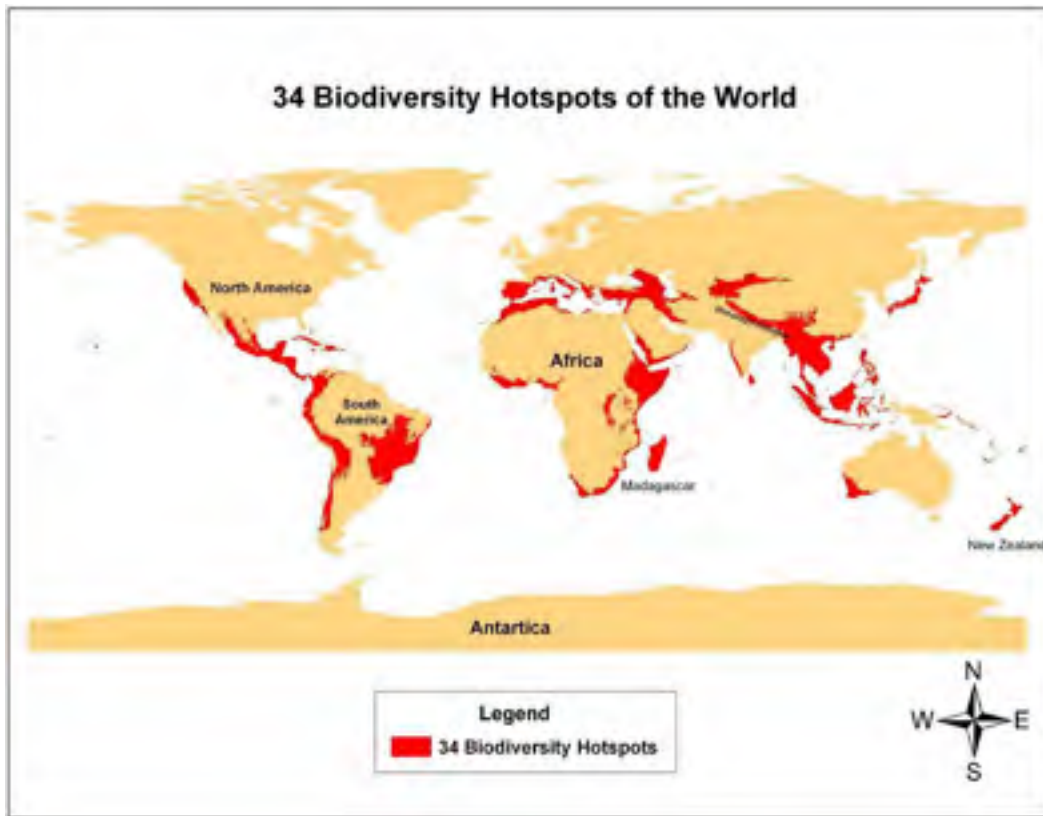 34 Biodiversity Hotspots of the World
North America
Africa
South
America
Madagascar
New Zealand
Antartica
N
W
E
S
Legend
34 Biodiversity Hotspots